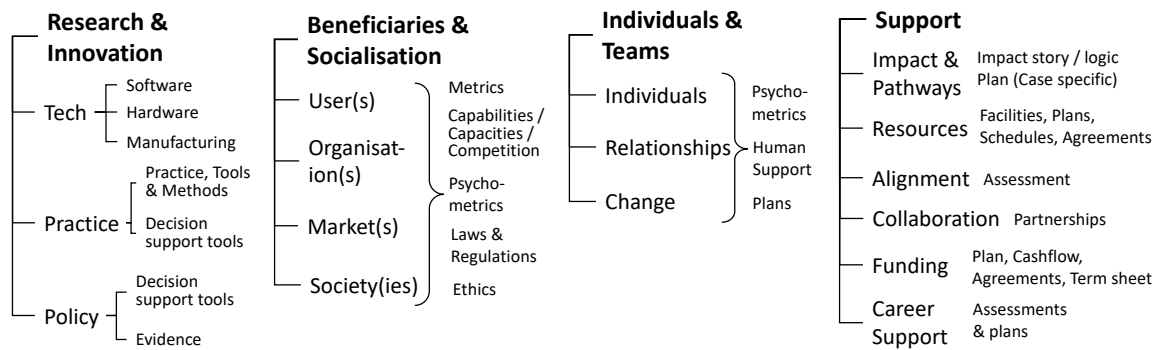 Research &
Innovation
Tech
Software
Hardware
Manufacturing
Practice
Practice, Tools
& Methods
Decision
support tools
Policy
Decision
support tools
Evidence
Beneficiaries &
Socialisation
User(s)
Organisat-
ion(s)
Market(s)
Society(ies)
Metrics
Capabilities /
Capacities /
Competition
Psycho-
metrics
Laws &
Regulations
Ethics
Individuals &
Teams
Individuals
Relationships
Change
Psycho-
metrics
Human
Support
Plans
Support
Impact &
Pathways
Impact story / logic
Plan (Case specific)
Resources
Facilities, Plans,
Schedules, Agreements
Alignment
Assessment
Collaboration
Partnerships
Funding
Plan, Cashflow,
Agreements, Term sheet
Career
Support
Assessments
& plans